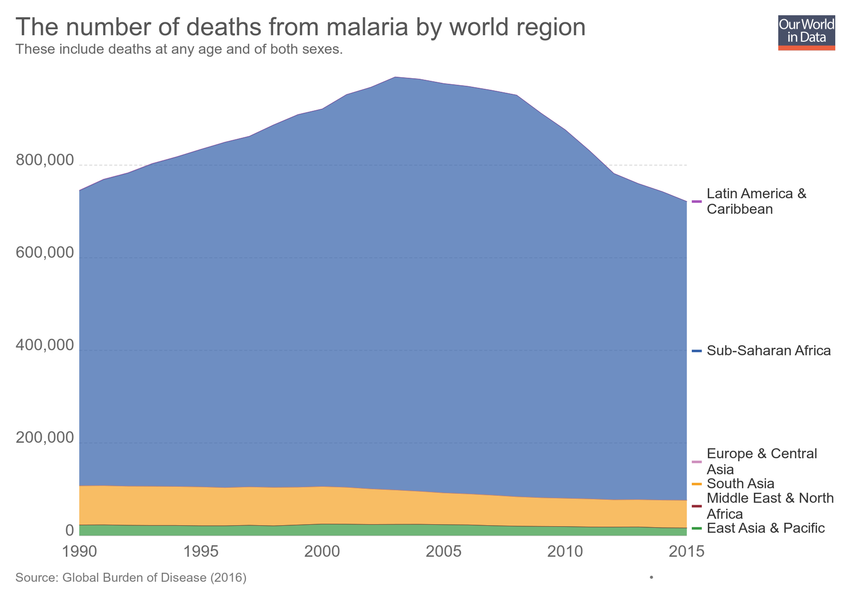 The number of deaths from malaria by world region
These include deaths at any age and of both sexes.
Our World
in Data
800,000
600,000
400,000
200,000
0
1990
1995
2000
2005
2010
2015
Latin America &
Caribbean
Sub-Saharan Africa
Europe & Central
Asia
South Asia
Middle East & North
Africa
East Asia & Pacific
Source: Global Burden of Disease (2016)